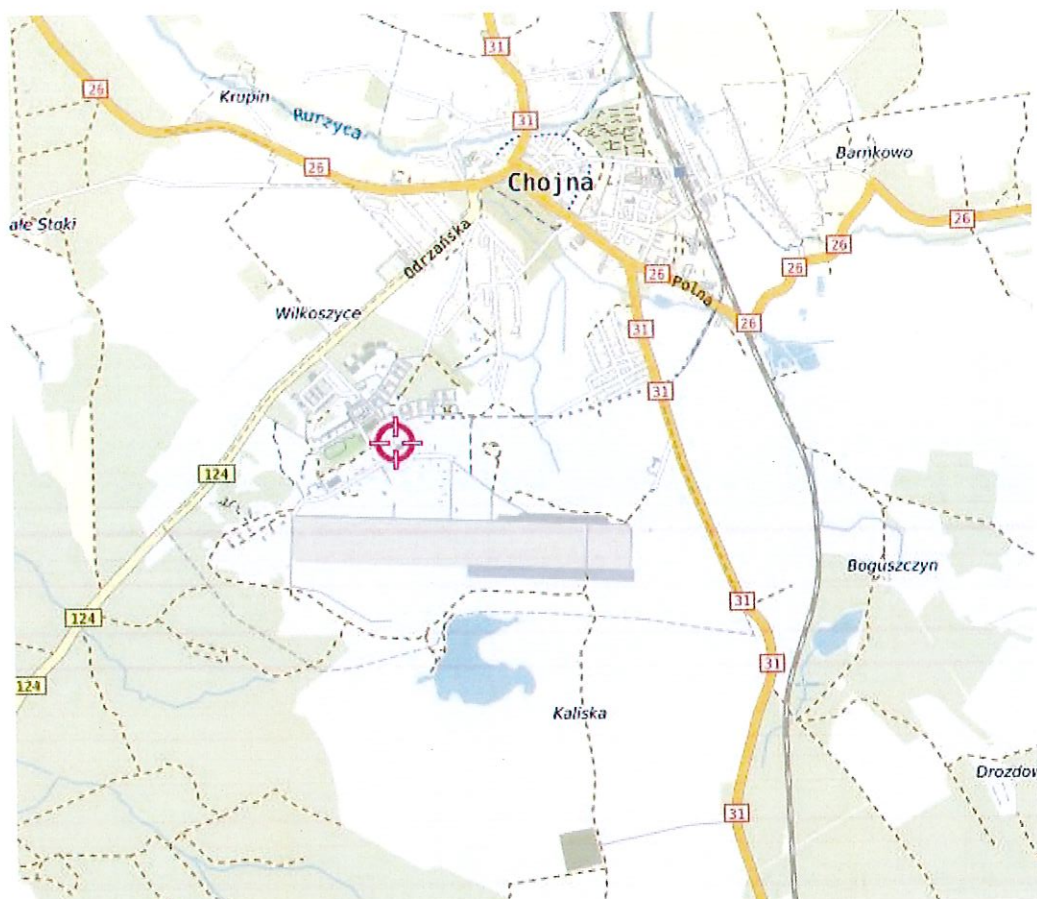 31
26
Krupin
Rurzyca
31
26
Barnkowo
Chojna
26
ałe Stoki
Odrzańska
26
26
26
Polna
Wilkoszyce
31
26
31
124
Boguszczyn
31
124
31
124
Kaliska
Drozdow
31